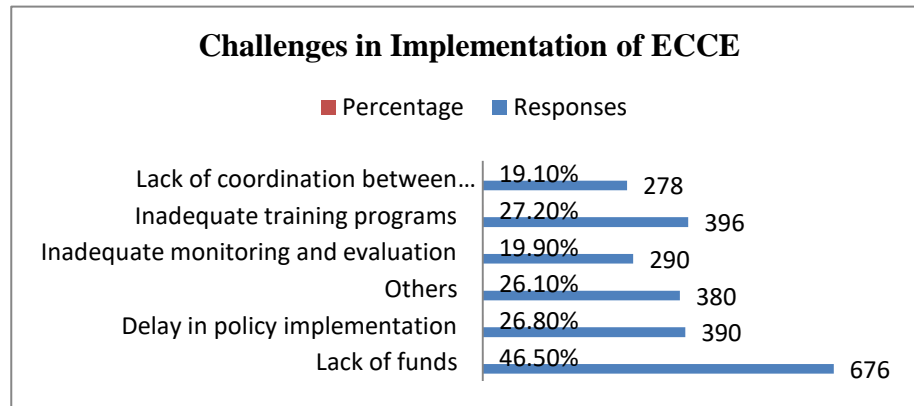 Challenges in Implementation of ECCE
Percentage Responses
Lack of coordination between… 19.10% 278
Inadequate training programs 27.20% 396
Inadequate monitoring and evaluation 19.90% 290
Others 26.10% 380
Delay in policy implementation 26.80% 390
Lack of funds 46.50% 676